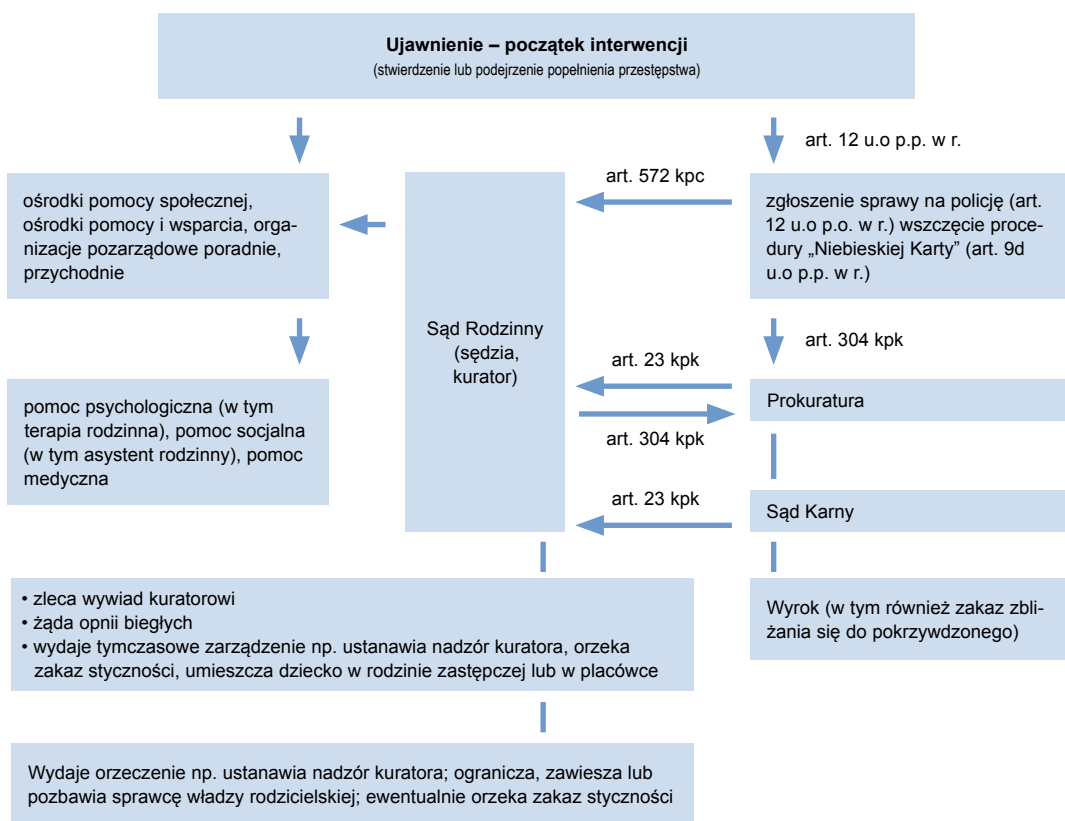 Ujawnienie – początek interwencji
(stwierdzenie lub podejrzenie popełnienia przestępstwa)
art. 12 u.o p.p. w r.
ośrodki pomocy społecznej,
ośrodki pomocy i wsparcia, orga-
nizacje pozarządowe poradnie,
przychodnie
art. 572 kpc
zgłoszenie sprawy na policję (art.
12 u.o p.o. w r.) wszczęcie proce-
dury „Niebieskiej Karty” (art. 9d
u.o p.p. w r.)
Sąd Rodzinny
(sędzia,
kurator)
art. 304 kpk
art. 23 kpk
Prokuratura
art. 304 kpk
pomoc psychologiczna (w tym
terapia rodzinna), pomoc socjalna
(w tym asystent rodzinny), pomoc
medyczna
art. 23 kpk
Sąd Karny
• zleca wywiad kuratorowi
• żąda opnii biegłych
• wydaje tymczasowe zarządzenie np. ustanawia nadzór kuratora, orzeka
zakaz styczności, umieszcza dziecko w rodzinie zastępczej lub w placówce
Wyrok (w tym również zakaz zbli-
żania się do pokrzywdzonego)
Wydaje orzeczenie np. ustanawia nadzór kuratora; ogranicza, zawiesza lub
pozbawia sprawcę władzy rodzicielskiej; ewentualnie orzeka zakaz styczności